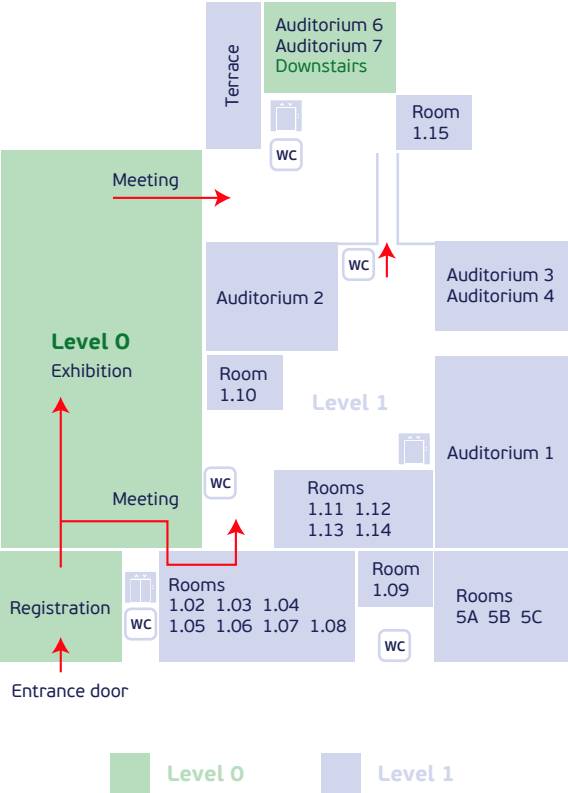 Auditorium 6
Auditorium 7
Downstairs
Terrace
Room
1.15
WC
Meeting
WC
Auditorium 3
Auditorium 4
Auditorium 2
Level 0
Exhibition
Room
1.10
Level 1
Auditorium 1
WC
Meeting
Rooms
1.11 1.12
1.13 1.14
Registration
WC
Rooms
1.02 1.03 1.04
1.05 1.06 1.07 1.08
Room
1.09
WC
Rooms
5A 5B 5C
Entrance door
Level 0
Level 1